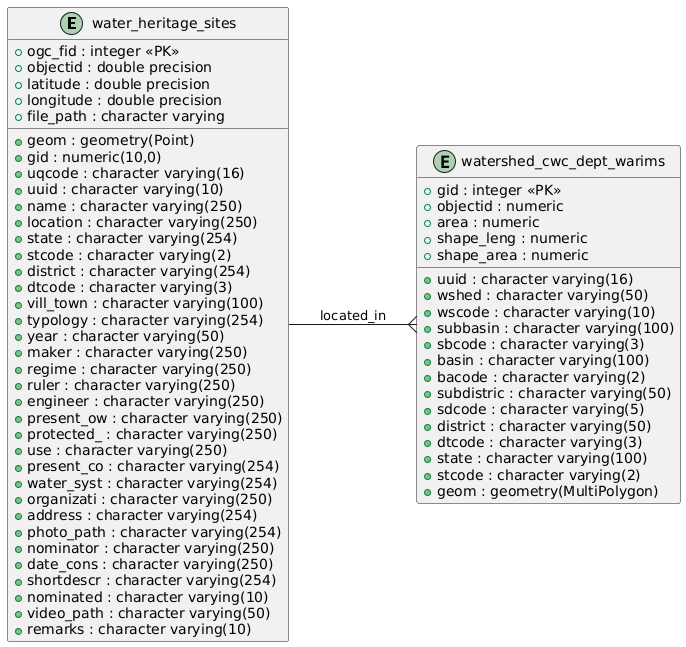 E water_heritage_sites
ogc_fid : integer «PK»
objectid : double precision
latitude : double precision
longitude : double precision
file_path : character varying
geom : geometry(Point)
gid : numeric(10,0)
uqcode : character varying(16)
uuid : character varying(10)
name : character varying(250)
location : character varying(250)
state : character varying(254)
stcode : character varying(2)
district : character varying(254)
dtcode : character varying(3)
vill_town : character varying(100)
typology : character varying(254)
year : character varying(50)
maker : character varying(250)
regime : character varying(250)
ruler : character varying(250)
engineer : character varying(250)
present_ow : character varying(250)
protected_ : character varying(250)
use : character varying(250)
present_co : character varying(254)
water_syst : character varying(254)
organizati : character varying(250)
address : character varying(254)
photo_path : character varying(254)
nominator : character varying(250)
date_cons : character varying(250)
shortdescr : character varying(254)
nominated : character varying(10)
video_path : character varying(50)
remarks : character varying(10)
located_in
E watershed_cwc_dept_warims
gid : integer «PK»
objectid : numeric
area : numeric
shape_leng : numeric
shape_area : numeric
uuid : character varying(16)
wshed : character varying(50)
wscode : character varying(10)
subbasin : character varying(100)
sbcode : character varying(3)
basin : character varying(100)
bacode : character varying(2)
subdistric : character varying(50)
sdcode : character varying(5)
district : character varying(50)
dtcode : character varying(3)
state : character varying(100)
stcode : character varying(2)
geom : geometry(MultiPolygon)